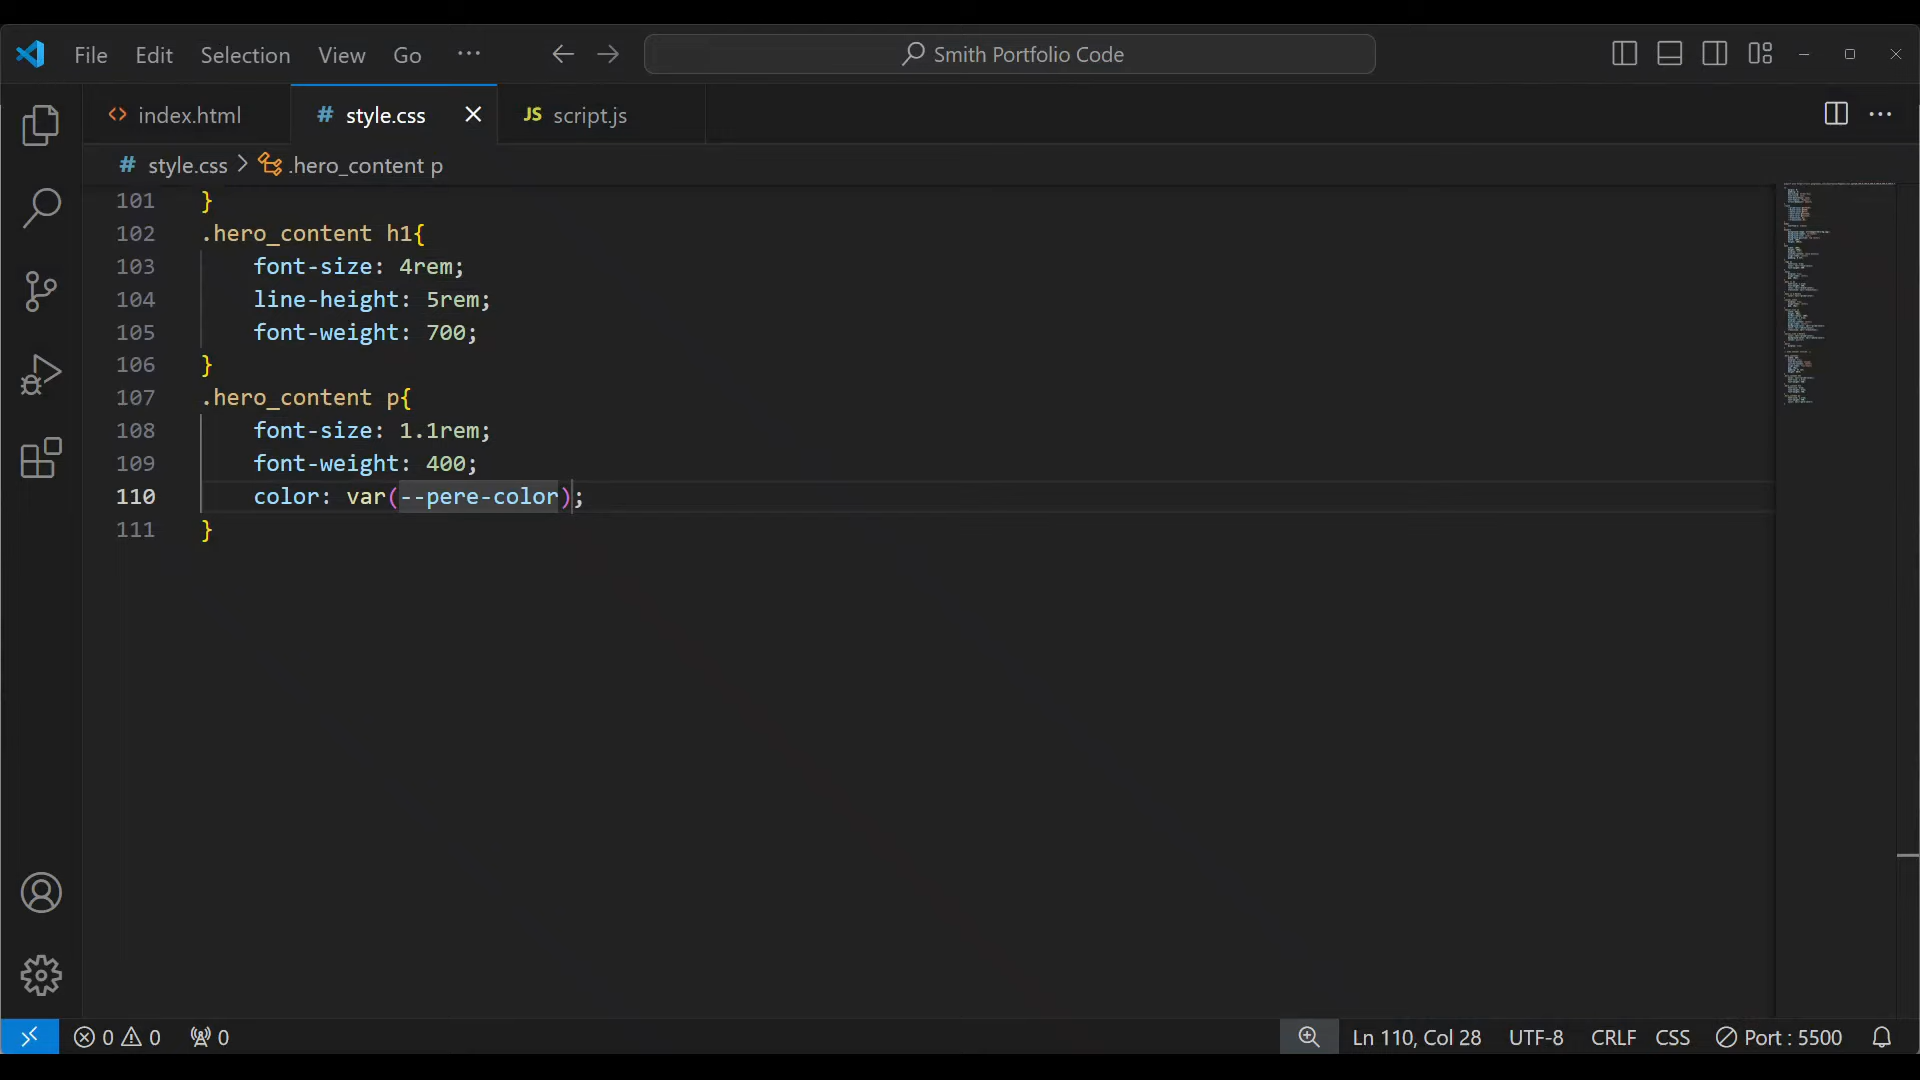 File Edit Selection View Go ··· Smith Portfolio Code
index.html # style.css JS script.js
# style.css > .hero_content p
101 }
102 .hero_content h1{
103 font-size: 4rem;
104 line-height: 5rem;
105 font-weight: 700;
106 }
107 .hero_content p{
108 font-size: 1.1rem;
109 font-weight: 400;
110 color: var(--pere-color);
111 }
0 0 0 Ln 110, Col 28 UTF-8 CRLF CSS Port : 5500